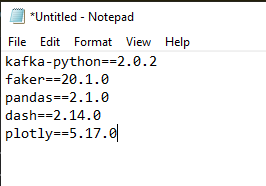 *Untitled - Notepad
File Edit Format View Help
kafka-python==2.0.2
faker==20.1.0
pandas==2.1.0
dash==2.14.0
plotly==5.17.0